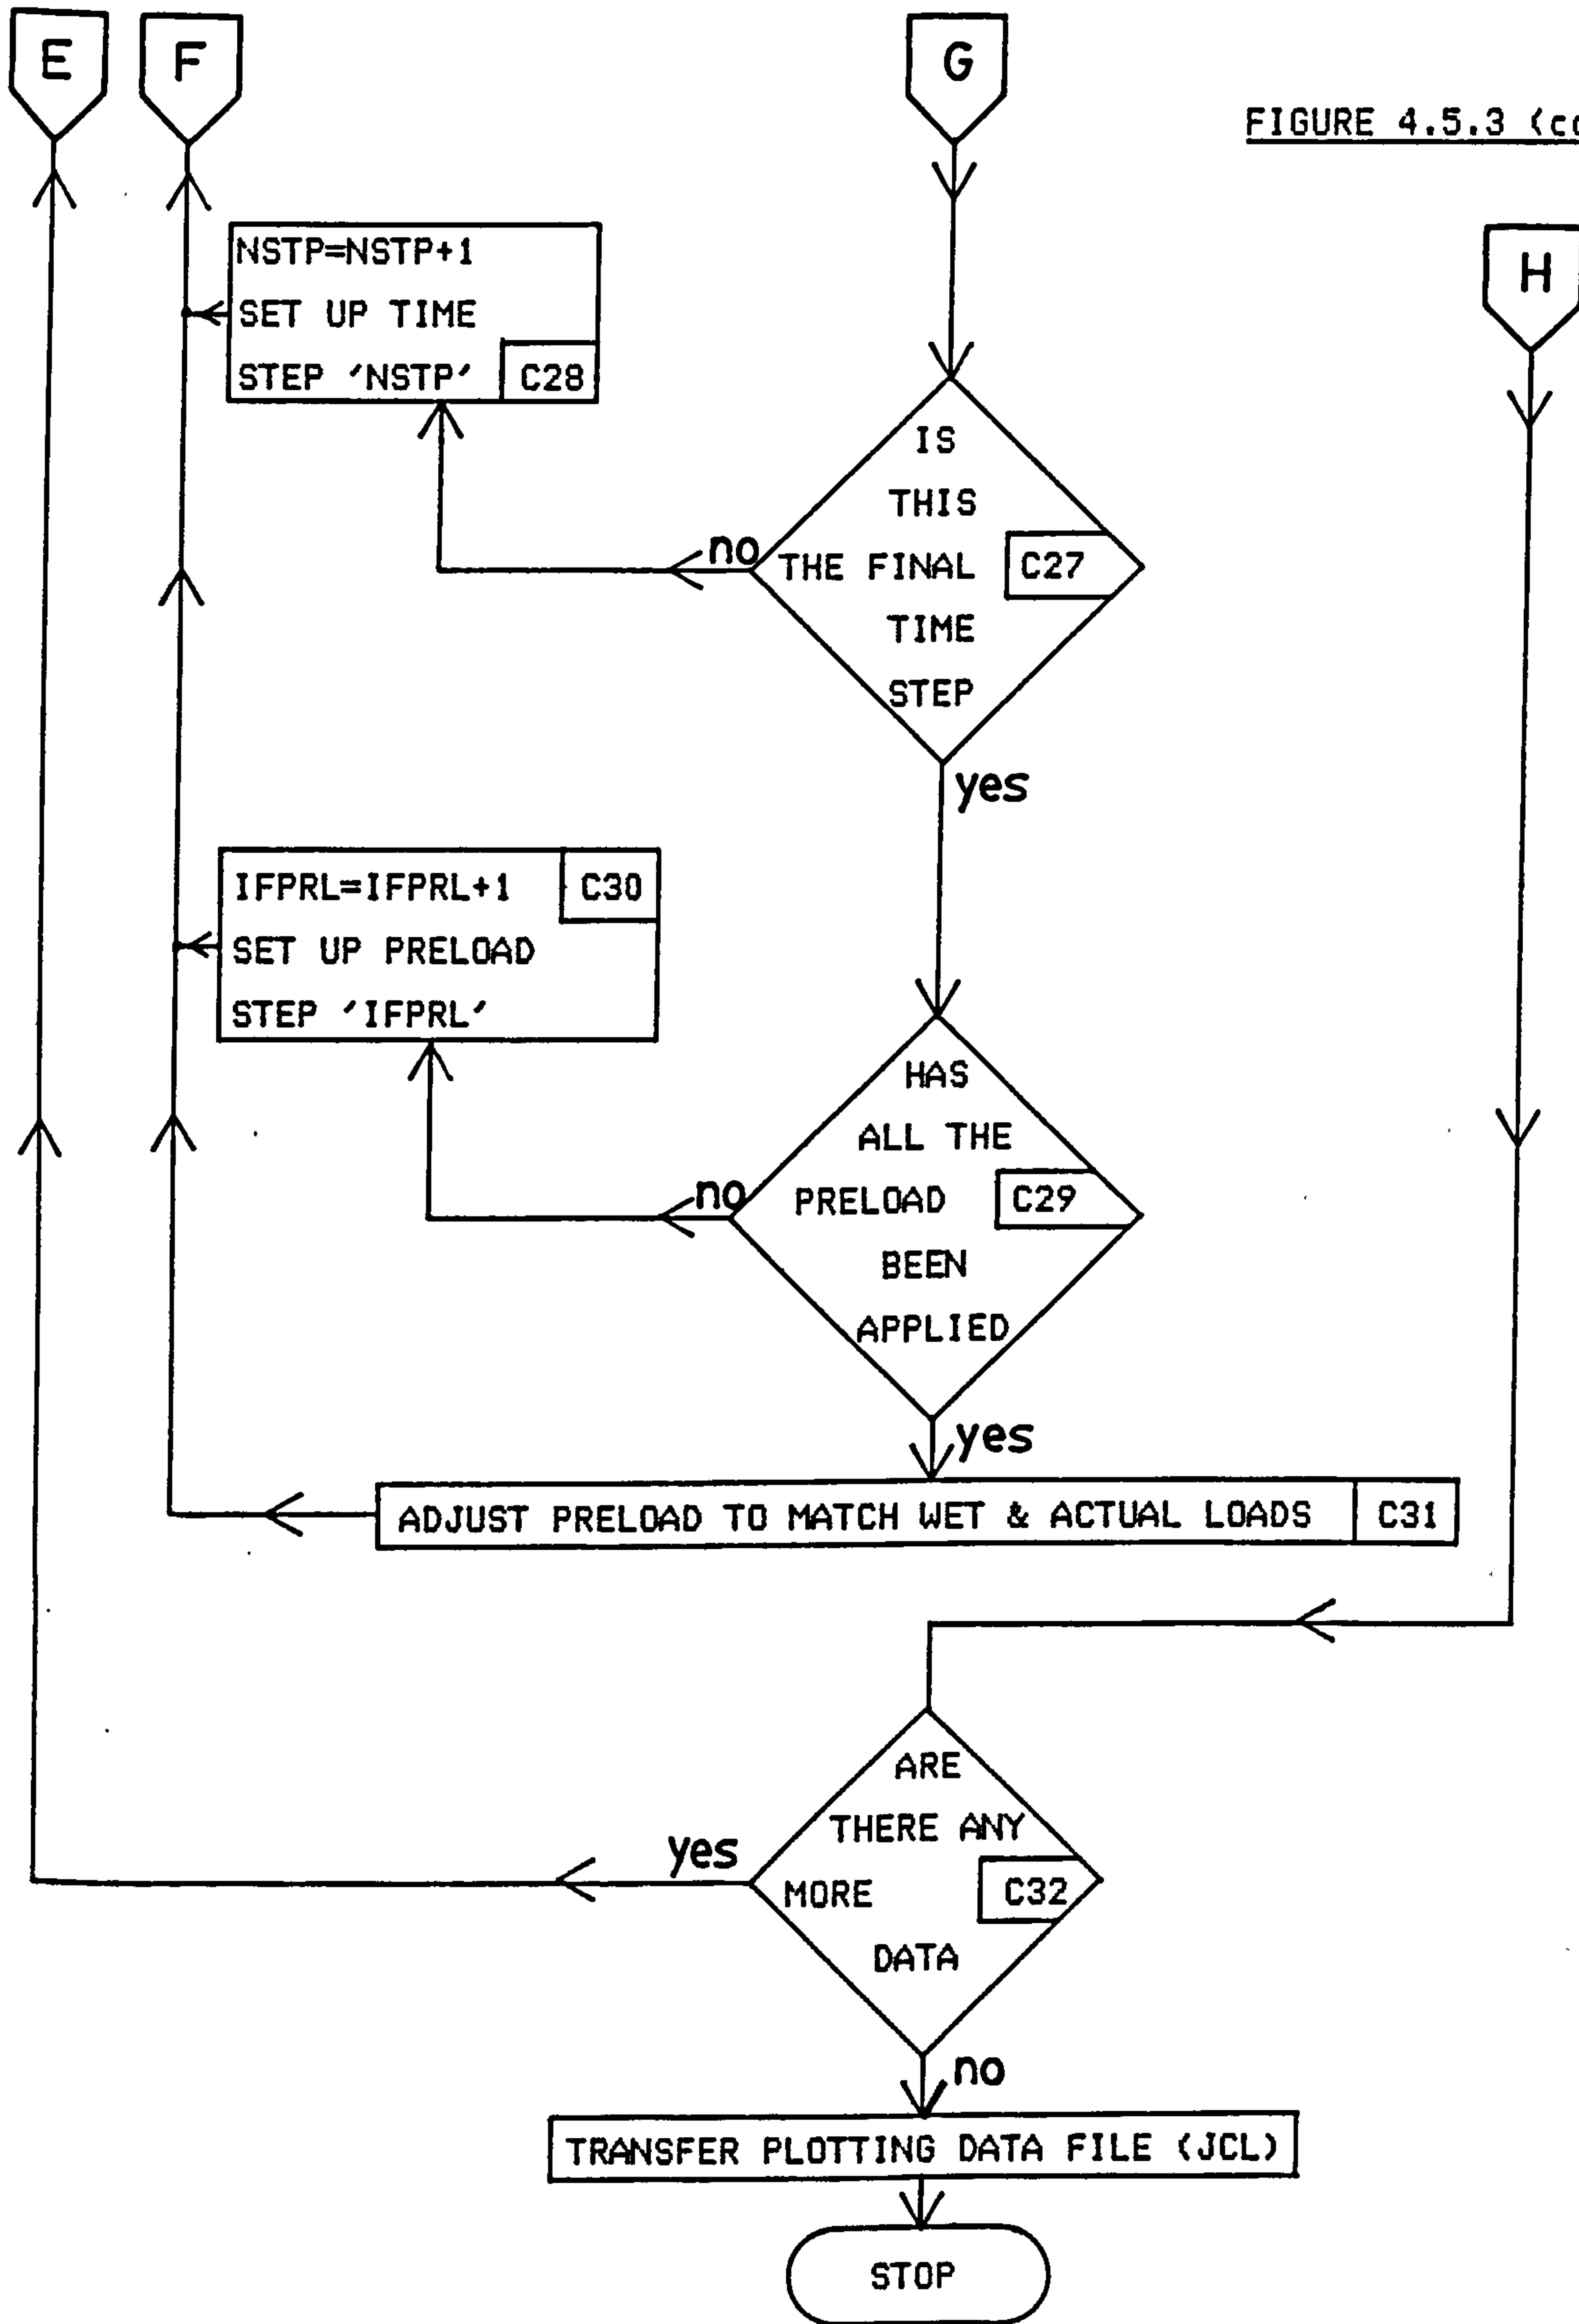 E
F
G
FIGURE 4.5.3
H
NSTP=NSTP+1
SET UP TIME
STEP 'NSTP'
C28
IS
THIS
THE FINAL
TIME
STEP
C27
no
yes
IFPRL=IFPRL+1
SET UP PRELOAD
STEP 'IFPRL'
C30
HAS
ALL THE
PRELOAD
BEEN
APPLIED
C29
no
yes
ADJUST PRELOAD TO MATCH WET & ACTUAL LOADS
C31
ARE
THERE ANY
MORE
DATA
C32
yes
no
TRANSFER PLOTTING DATA FILE (JCL)
STOP